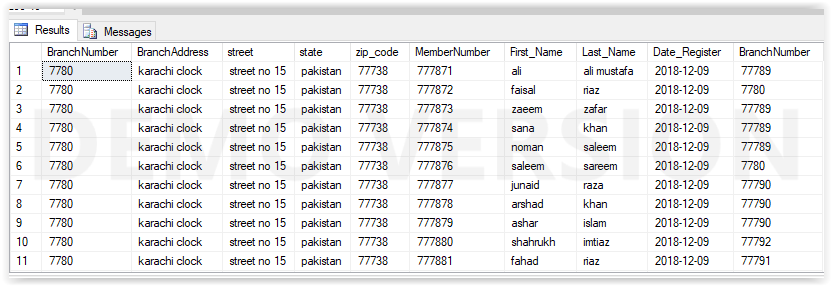 Results Messages
BranchNumber BranchAddress street state zip_code MemberNumber First_Name Last_Name Date_Register BranchNumber
1 7780 karachi clock street no 15 pakistan 77738 777871 ali ali mustafa 2018-12-09 77789
2 7780 karachi clock street no 15 pakistan 77738 777872 faisal riaz 2018-12-09 7780
3 7780 karachi clock street no 15 pakistan 77738 777873 zaeem zafar 2018-12-09 77789
4 7780 karachi clock street no 15 pakistan 77738 777874 sana khan 2018-12-09 77789
5 7780 karachi clock street no 15 pakistan 77738 777875 noman saleem 2018-12-09 77789
6 7780 karachi clock street no 15 pakistan 77738 777876 saleem sareem 2018-12-09 7780
7 7780 karachi clock street no 15 pakistan 77738 777877 junaid raza 2018-12-09 77790
8 7780 karachi clock street no 15 pakistan 77738 777878 arshad khan 2018-12-09 77790
9 7780 karachi clock street no 15 pakistan 77738 777879 ashar islam 2018-12-09 77790
10 7780 karachi clock street no 15 pakistan 77738 777880 shahrukh imtiaz 2018-12-09 77792
11 7780 karachi clock street no 15 pakistan 77738 777881 fahad riaz 2018-12-09 77791
DEMO VERSION